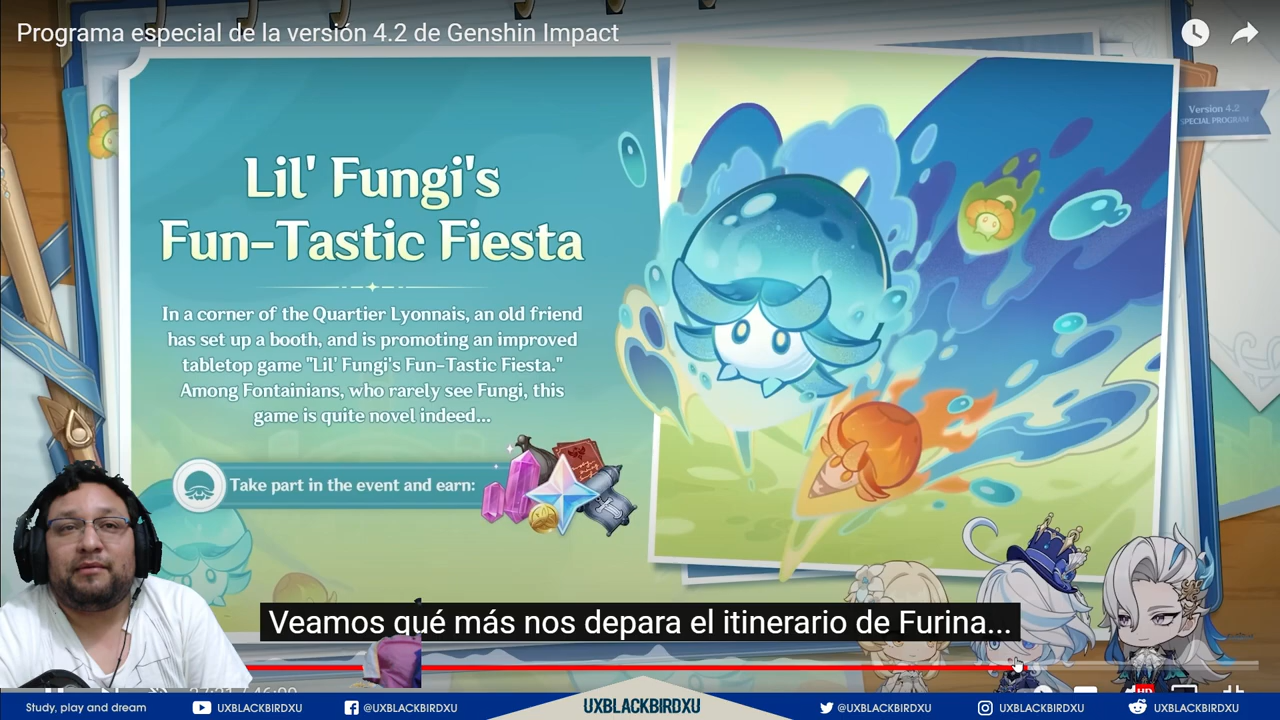 Programa especial de la versión 4.2 de Genshin Impact
Version 4.2
SPECIAL PROGRAM
Lil' Fungi's
Fun-Tastic Fiesta
In a corner of the Quartier Lyonnais, an old friend
has set up a booth, and is promoting an improved
tabletop game "Lil' Fungi's Fun-Tastic Fiesta."
Among Fontainians, who rarely see Fungi, this
game is quite novel indeed...
Take part in the event and earn:
Veamos qué más nos depara el itinerario de Furina...
HD
Study, play and dream
UXBLACKBIRDXU
@UXBLACKBIRDXU
UXBLACKBIRDXU
@UXBLACKBIRDXU
UXBLACKBIRDXU
UXBLACKBIRDXU